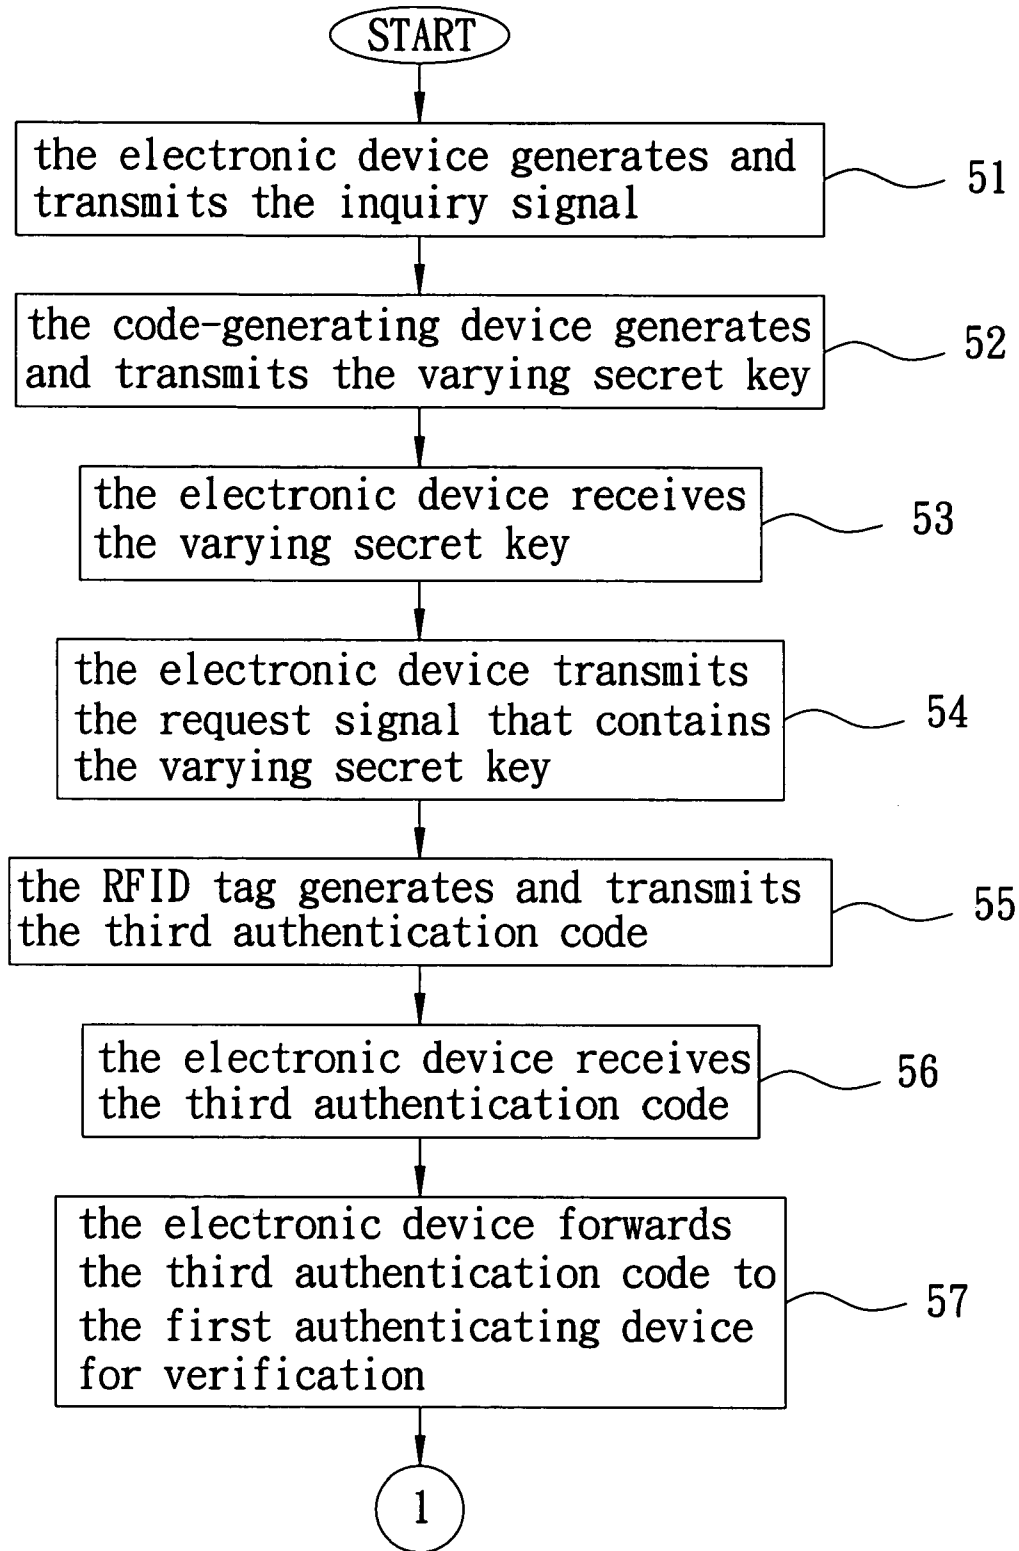 START
the electronic device generates and
transmits the inquiry signal
51
the code-generating device generates
and transmits the varying secret key
52
the electronic device receives
the varying secret key
53
the electronic device transmits
the request signal that contains
the varying secret key
54
the RFID tag generates and transmits
the third authentication code
55
the electronic device receives
the third authentication code
56
the electronic device forwards
the third authentication code to
the first authenticating device
for verification
57
1